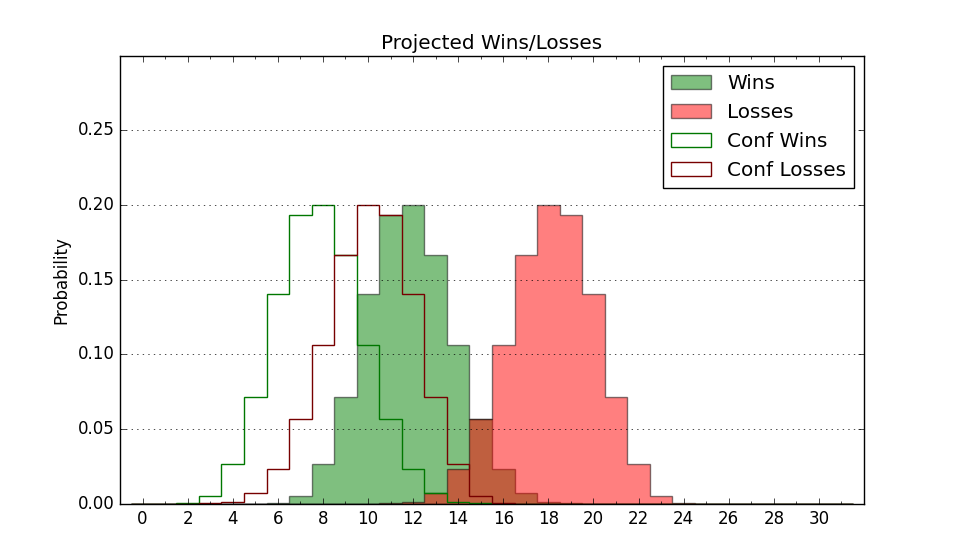 Projected Wins/Losses
Wins
Losses
Conf Wins
Conf Losses
Probability
0.25
0.20
0.15
0.10
0.05
0.00
0 2 4 6 8 10 12 14 16 18 20 22 24 26 28 30